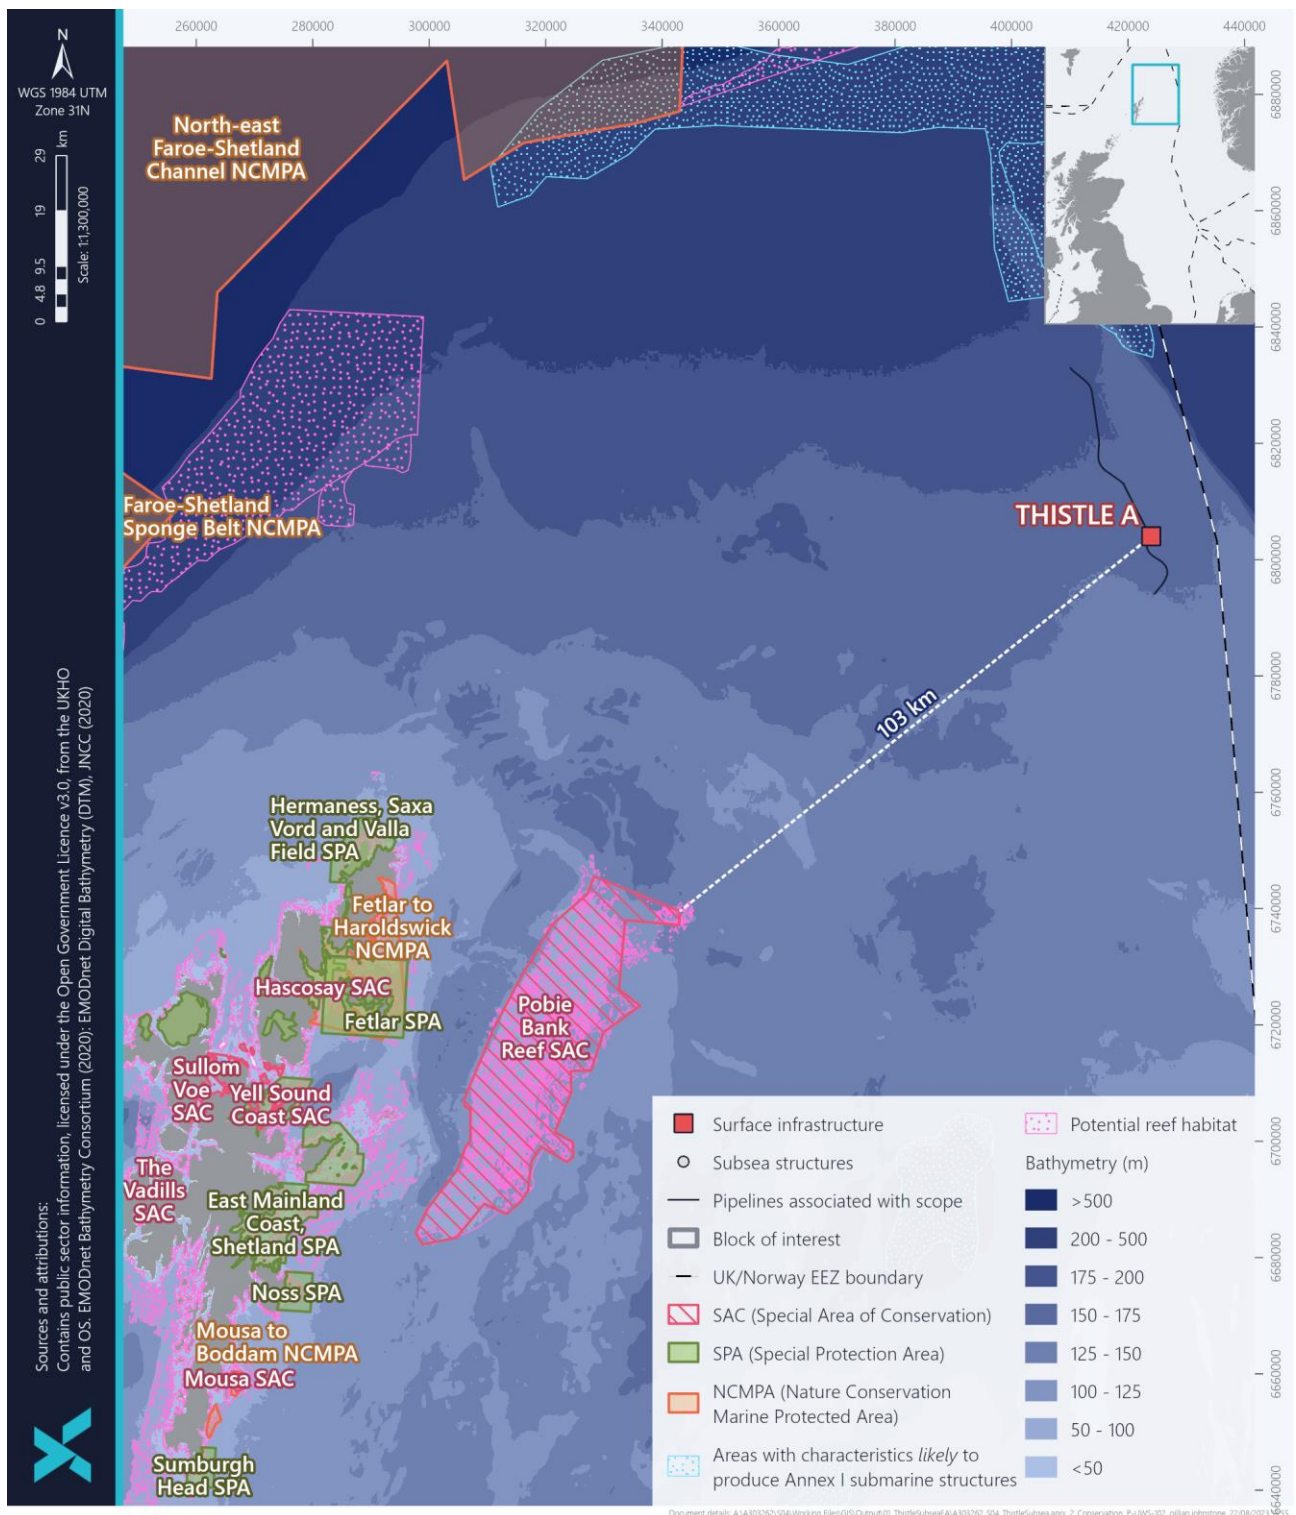 260000 280000 300000 320000 340000 360000 380000 400000 420000 440000
N
WGS 1984 UTM
Zone 31N
0 4.8 9.5 19 29 km
Scale: 1:1,300,000
North-east
Faroe-Shetland
Channel NCMPA
Faroe-Shetland
Sponge Belt NCMPA
THISTLE A
103 km
Hermaness, Saxa
Vord and Valla
Field SPA
Fetlar to
Haroldswick
NCMPA
Hascosay SAC
Fetlar SPA
Pobie
Bank
Reef SAC
Sullom
Voe
SAC
Yell Sound
Coast SAC
The
Vadills
SAC
East Mainland
Coast,
Shetland SPA
Noss SPA
Mousa to
Boddam NCMPA
Mousa SAC
Sumburgh
Head SPA
6880000
6860000
6840000
6820000
6800000
6780000
6760000
6740000
6720000
6700000
6680000
6660000
6640000
Surface infrastructure
Subsea structures
Pipelines associated with scope
Block of interest
UK/Norway EEZ boundary
SAC (Special Area of Conservation)
SPA (Special Protection Area)
NCMPA (Nature Conservation
Marine Protected Area)
Areas with characteristics likely to
produce Annex I submarine structures
Potential reef habitat
Bathymetry (m)
>500
200 - 500
175 - 200
150 - 175
125 - 150
100 - 125
50 - 100
<50
Sources and attributions:
Contains public sector information, licensed under the Open Government Licence v3.0, from the UKHO
and OS. EMODnet Bathymetry Consortium (2020): EMODnet Digital Bathymetry (DTM), JNCC (2020)